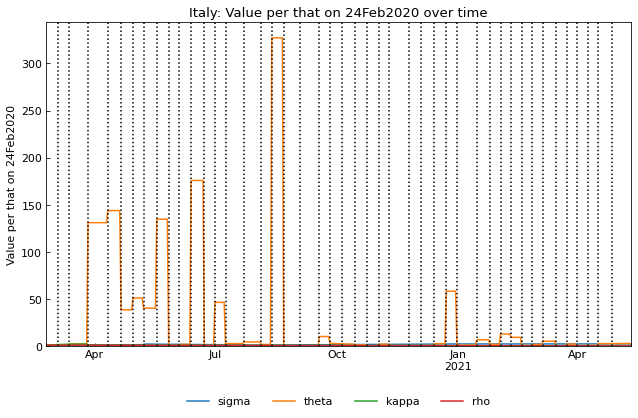 Italy: Value per that on 24Feb2020 over time
Value per that on 24Feb2020
300
250
200
150
100
50
0
Apr Jul Oct Jan Apr
2021
sigma theta kappa rho